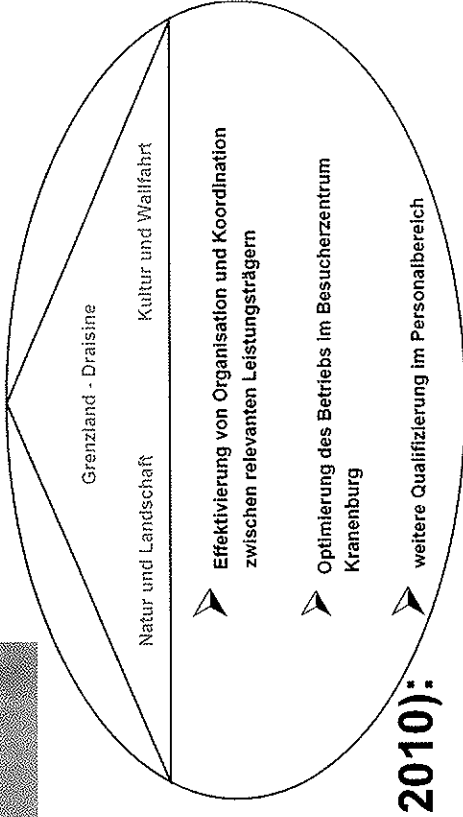 Grenzland - Draisine
Natur und Landschaft
Kultur und Wallfahrt
Effektivierung von Organisation und Koordination
zwischen relevanten Leistungsträgern
Optimierung des Betriebs im Besucherzentrum
Kranenburg
weitere Qualifizierung im Personalbereich
2010):